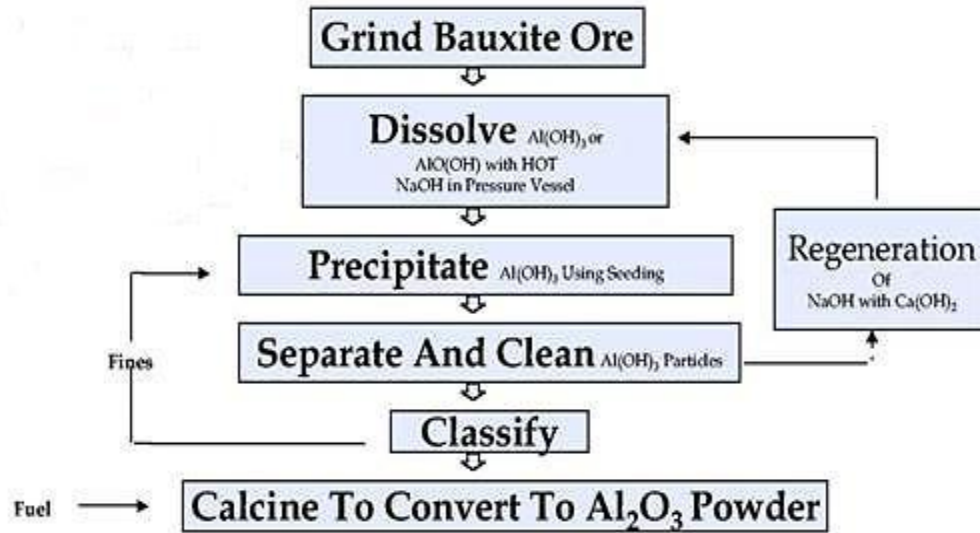 Grind Bauxite Ore
Dissolve Al(OH)₃ or
AlO(OH) with HOT
NaOH in Pressure Vessel
Precipitate Al(OH)₃ Using Seeding
Regeneration
Of
NaOH with Ca(OH)₂
Separate And Clean Al(OH)₃ Particles
Fines
Classify
Fuel
Calcine To Convert To Al₂O₃ Powder